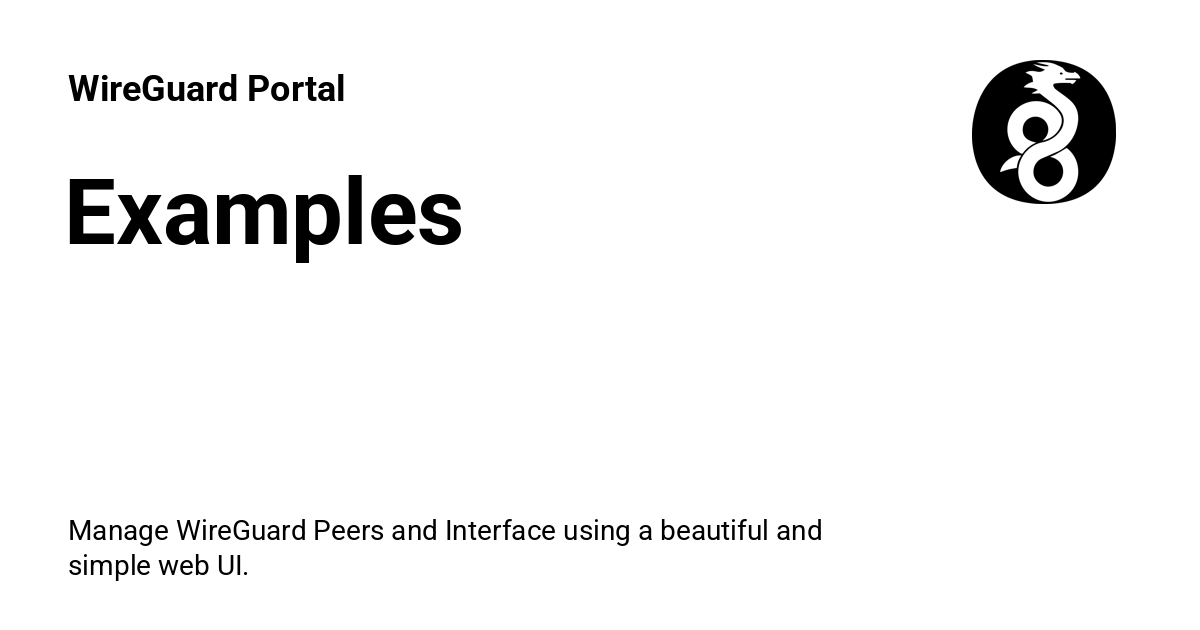 WireGuard Portal
Examples
Manage WireGuard Peers and Interface using a beautiful and
simple web UI.